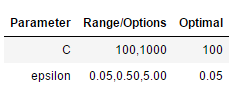 Parameter Range/Options Optimal
C 100,1000 100
epsilon 0.05,0.50,5.00 0.05